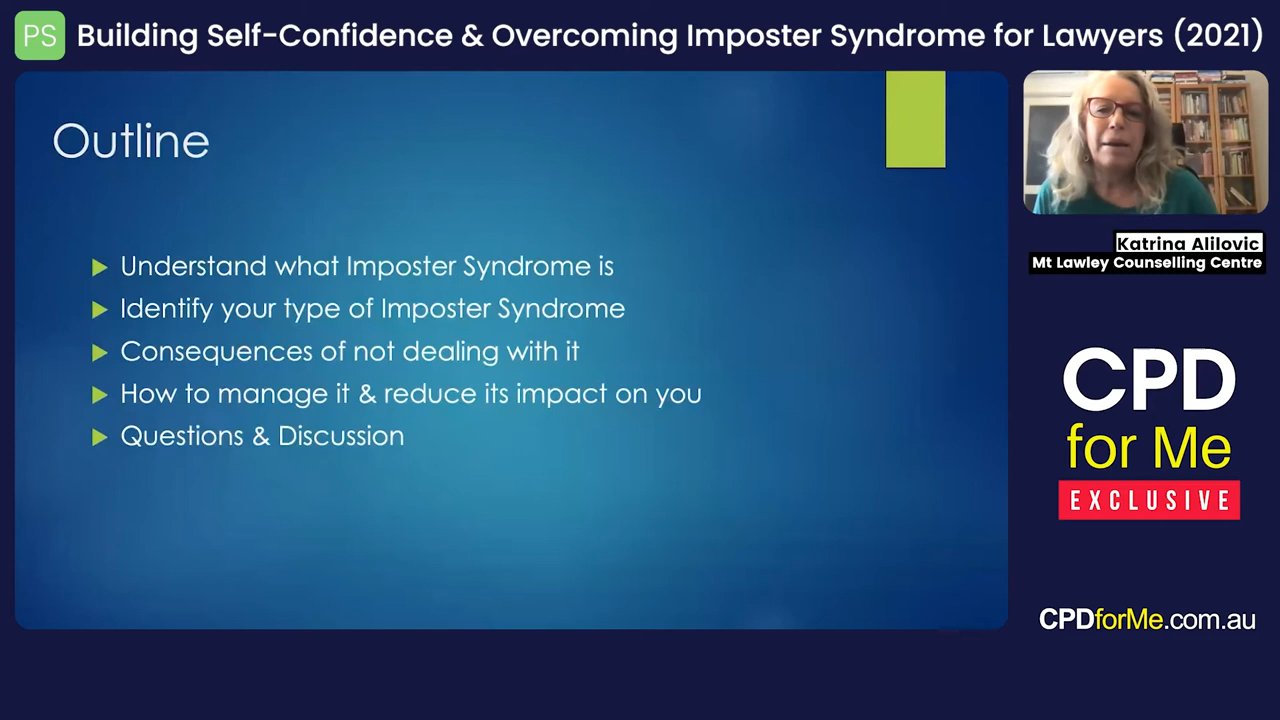 PS
Building Self-Confidence & Overcoming Imposter Syndrome for Lawyers (2021)
Outline
Understand what Imposter Syndrome is
Identify your type of Imposter Syndrome
Consequences of not dealing with it
How to manage it & reduce its impact on you
Questions & Discussion
Katrina Alilovic
Mt Lawley Counselling Centre
CPD
for Me
EXCLUSIVE
CPDforMe.com.au